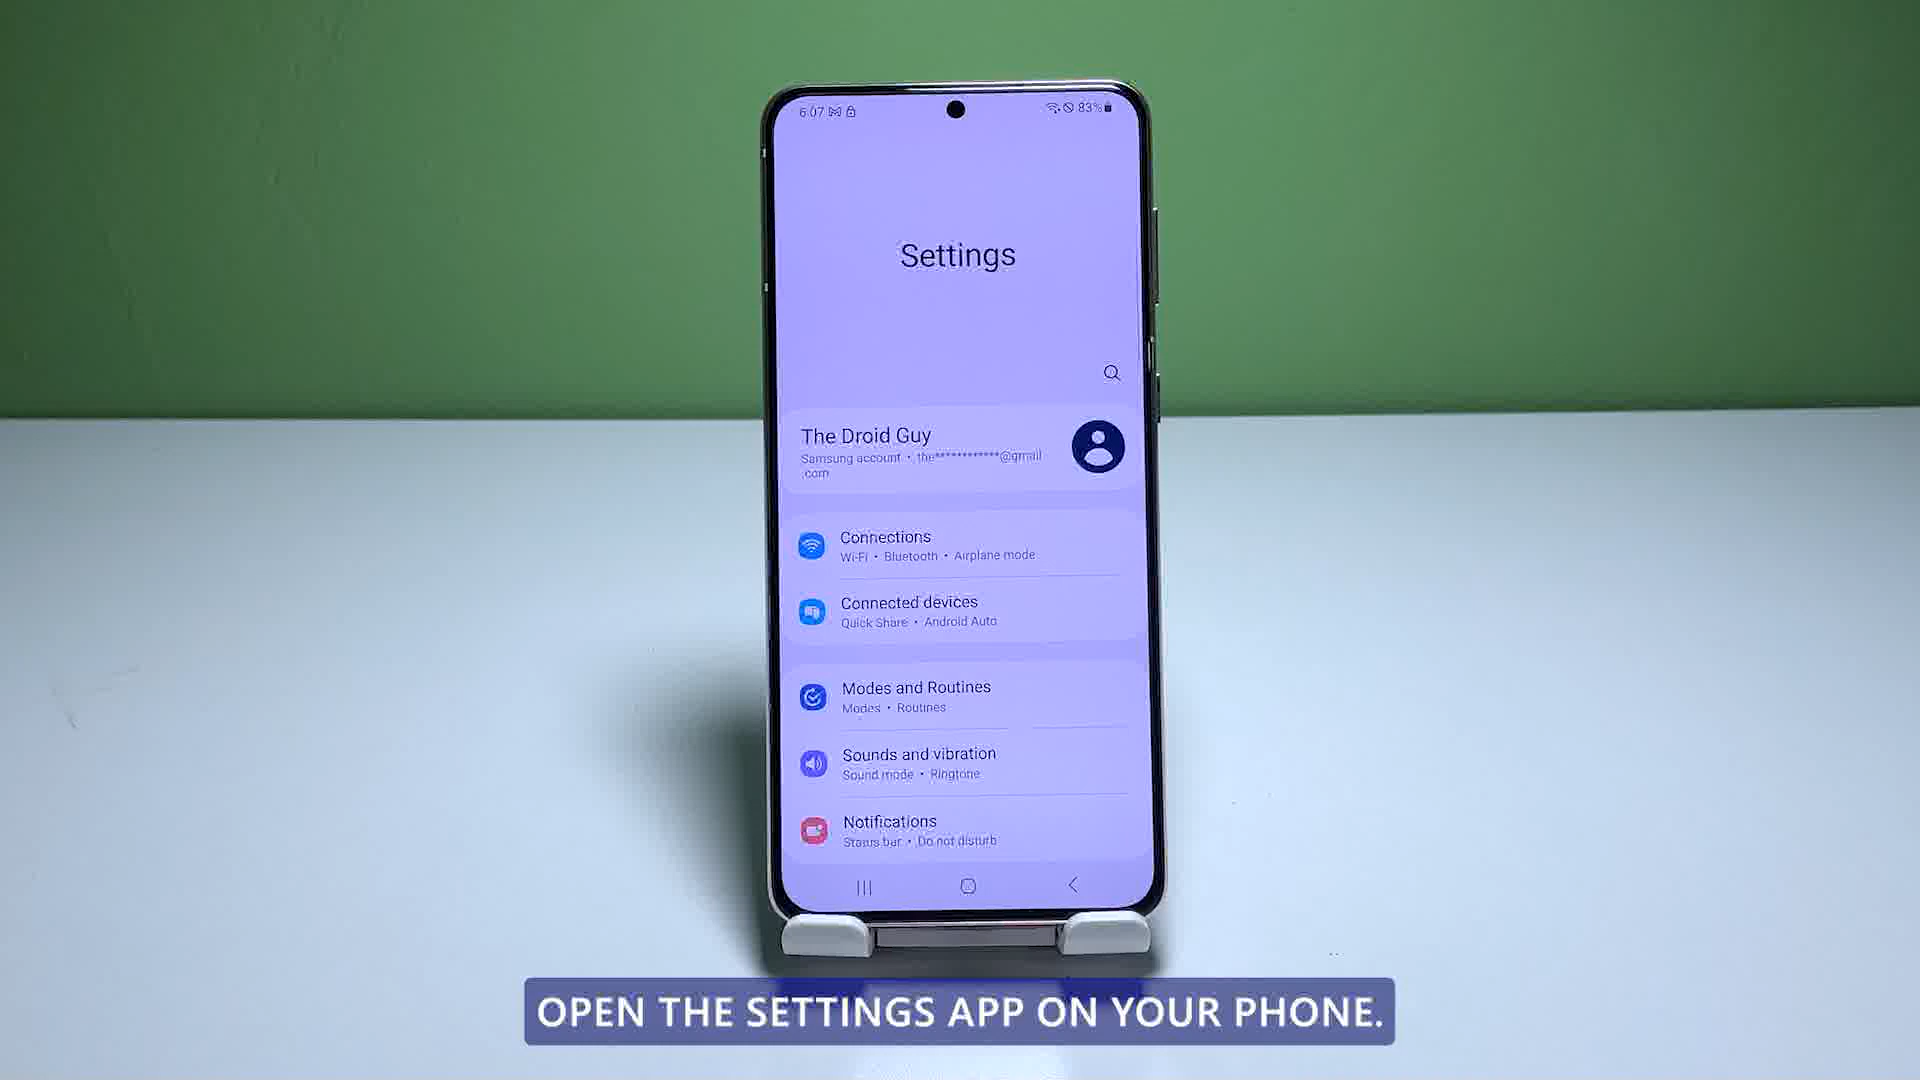 6:07
83%
Settings
The Droid Guy
Samsung account • the************@gmail
.com
Connections
Wi-Fi • Bluetooth • Airplane mode
Connected devices
Quick Share • Android Auto
Modes and Routines
Modes • Routines
Sounds and vibration
Sound mode • Ringtone
Notifications
Status bar • Do not disturb
OPEN THE SETTINGS APP ON YOUR PHONE.